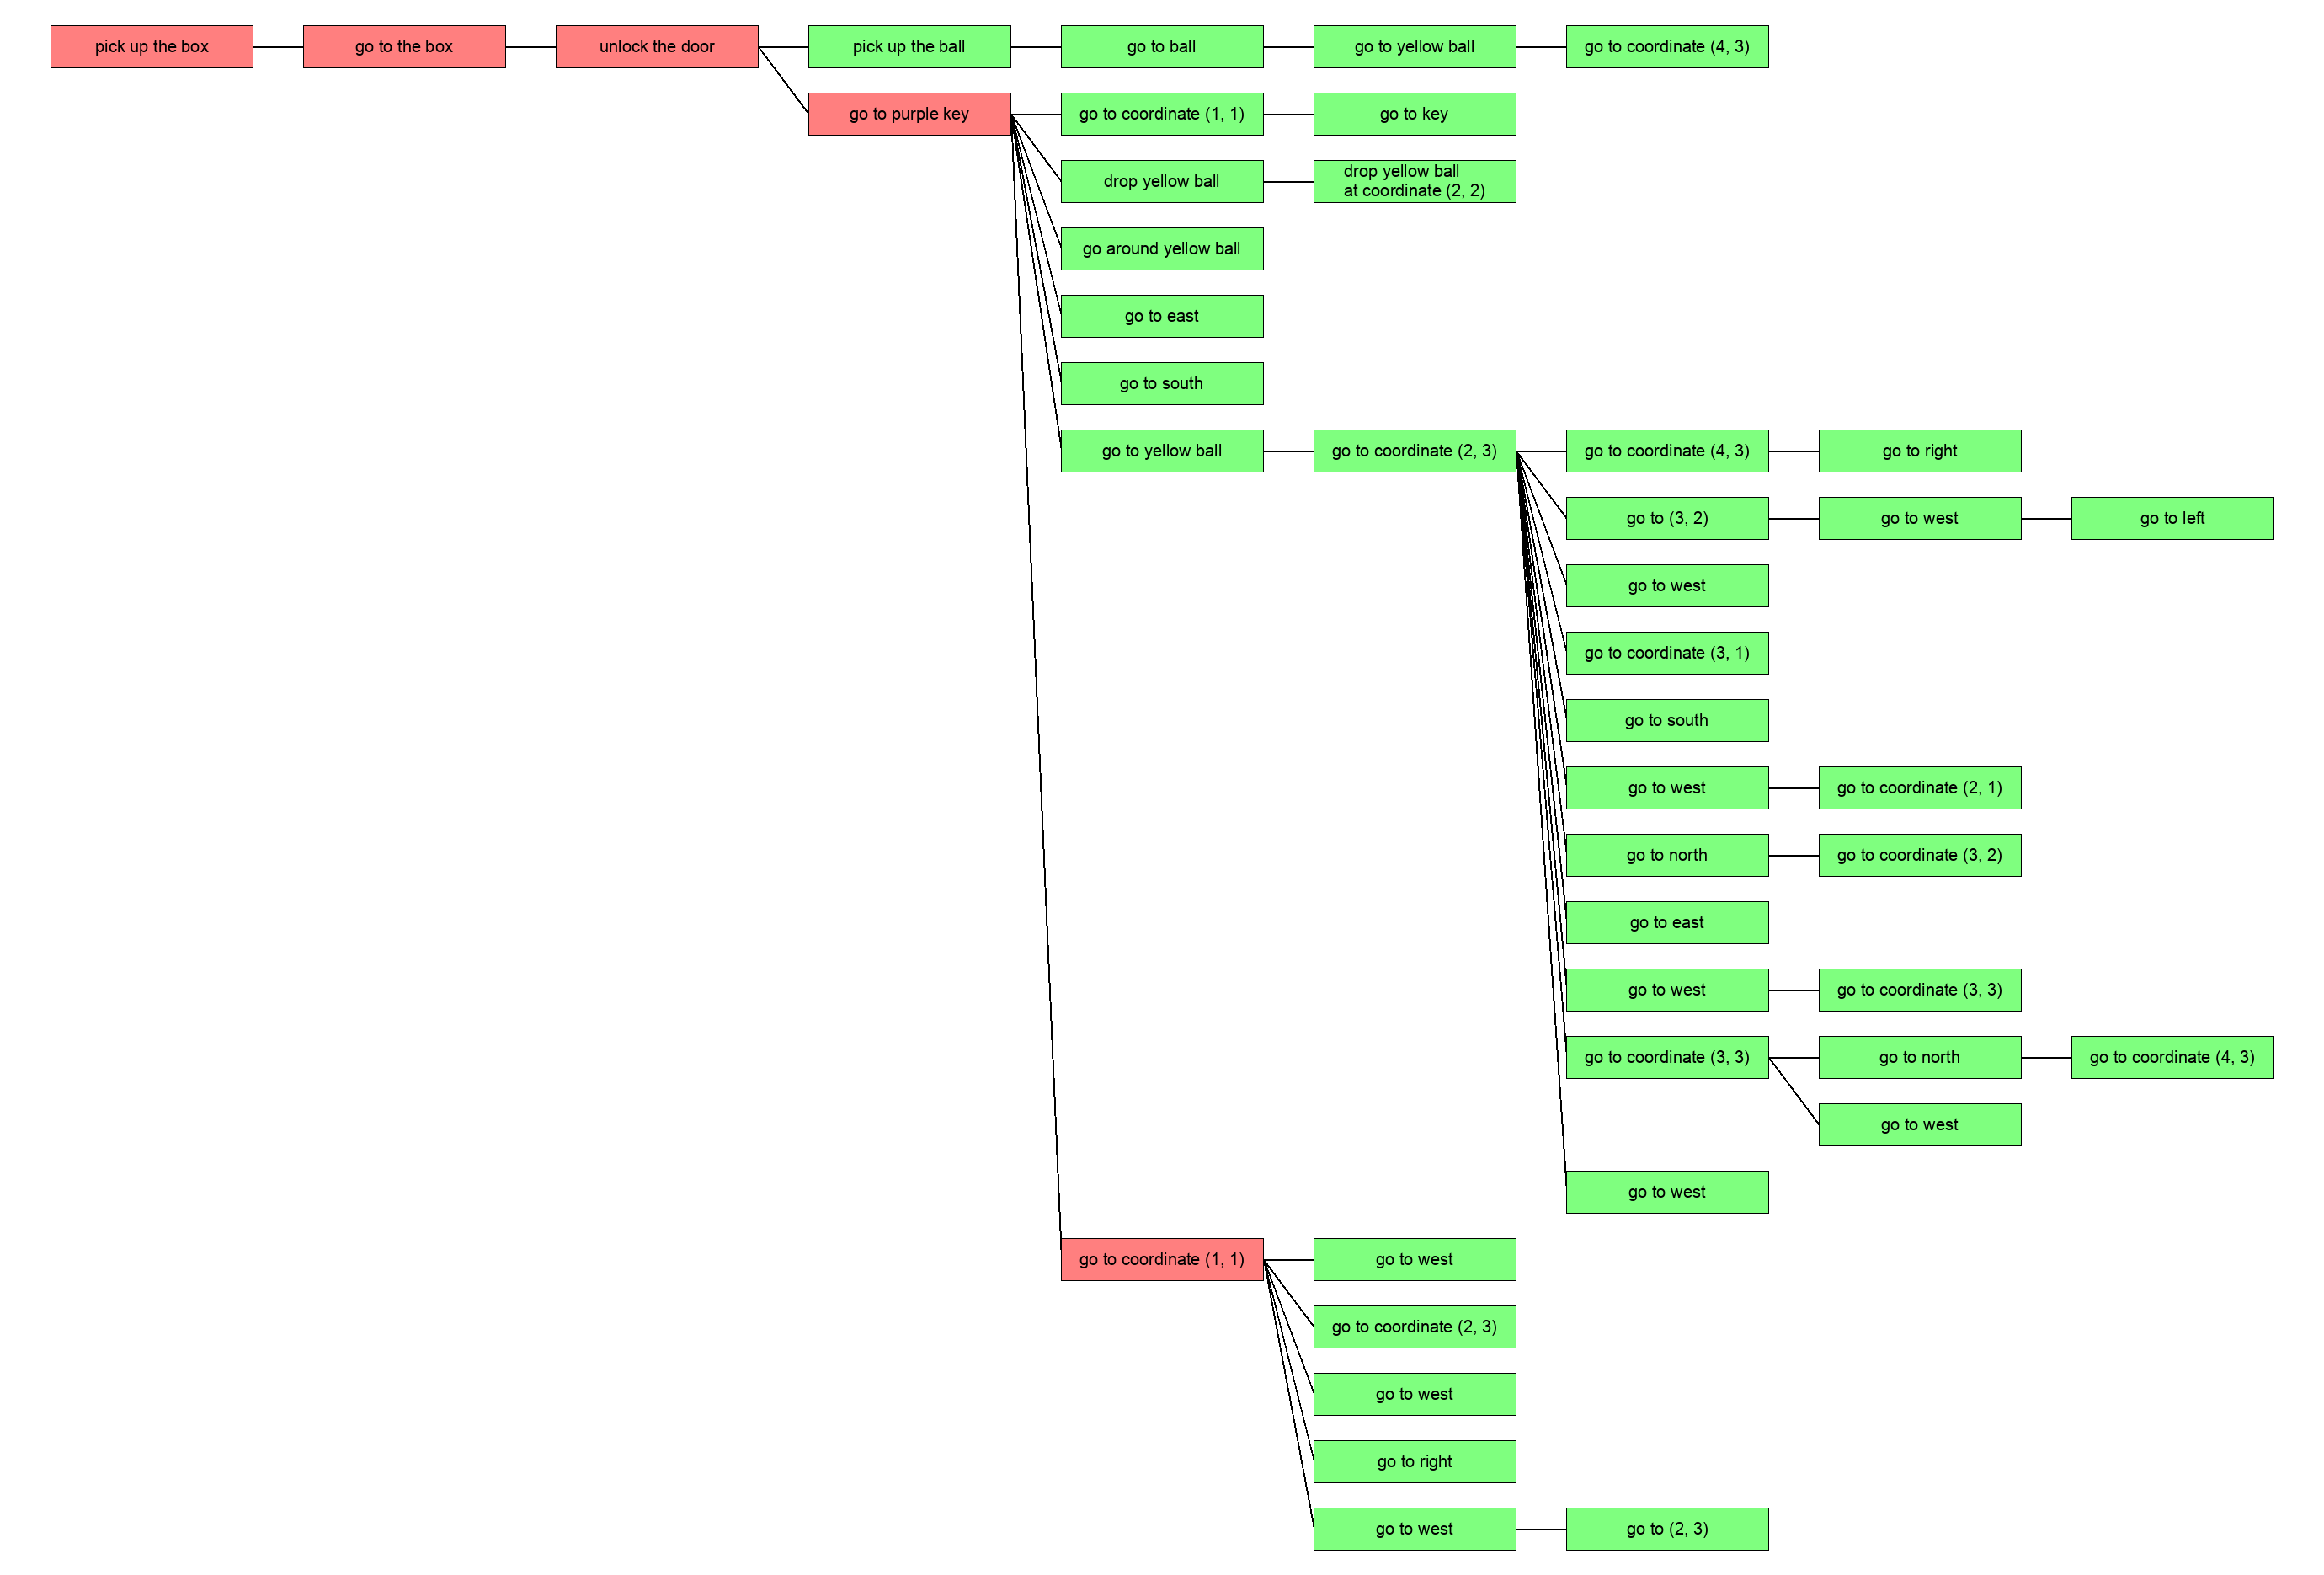 pick up the box
go to the box
unlock the door
pick up the ball
go to ball
go to yellow ball
go to coordinate (4, 3)
go to purple key
go to coordinate (1, 1)
go to key
drop yellow ball
drop yellow ball
at coordinate (2, 2)
go around yellow ball
go to east
go to south
go to yellow ball
go to coordinate (2, 3)
go to coordinate (4, 3)
go to right
go to (3, 2)
go to west
go to left
go to west
go to coordinate (3, 1)
go to south
go to west
go to coordinate (2, 1)
go to north
go to coordinate (3, 2)
go to east
go to west
go to coordinate (3, 3)
go to coordinate (3, 3)
go to north
go to coordinate (4, 3)
go to west
go to west
go to coordinate (1, 1)
go to west
go to coordinate (2, 3)
go to west
go to right
go to west
go to (2, 3)